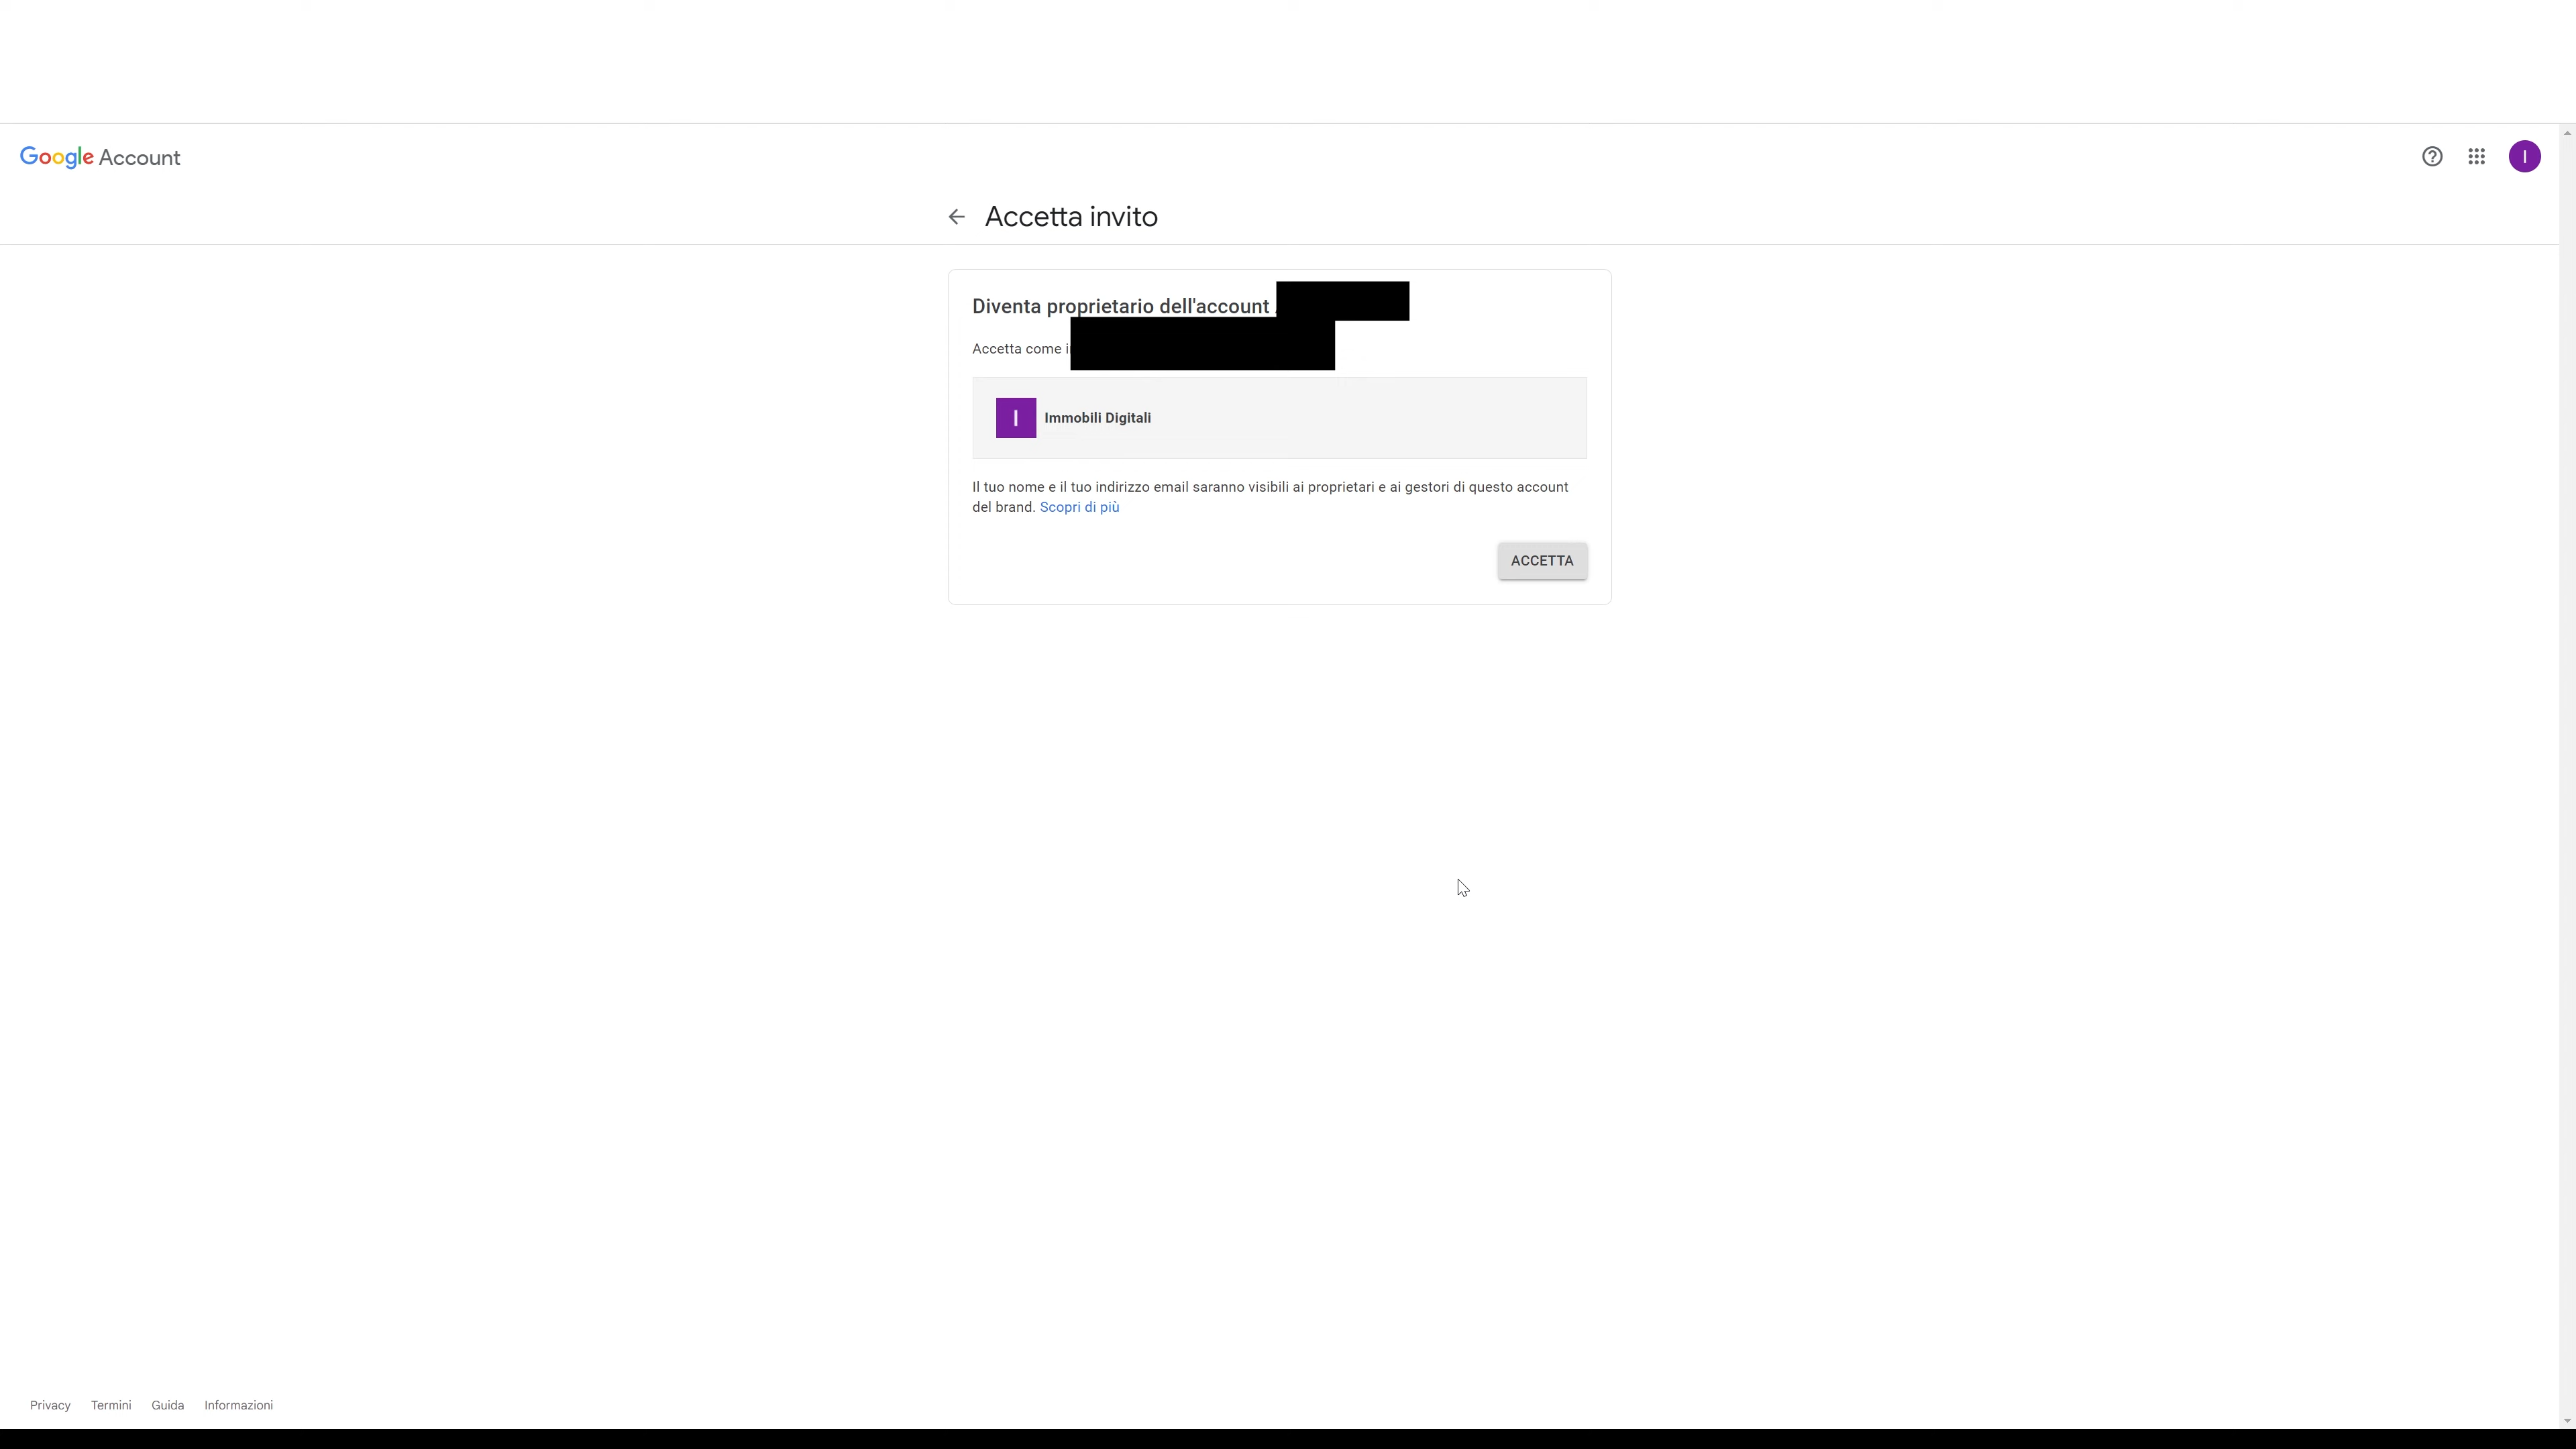 Google Account
I
Accetta invito
Diventa proprietario dell'account
Accetta come
I Immobili Digitali
Il tuo nome e il tuo indirizzo email saranno visibili ai proprietari e ai gestori di questo account
del brand. Scopri di più
ACCETTA
Privacy Termini Guida Informazioni